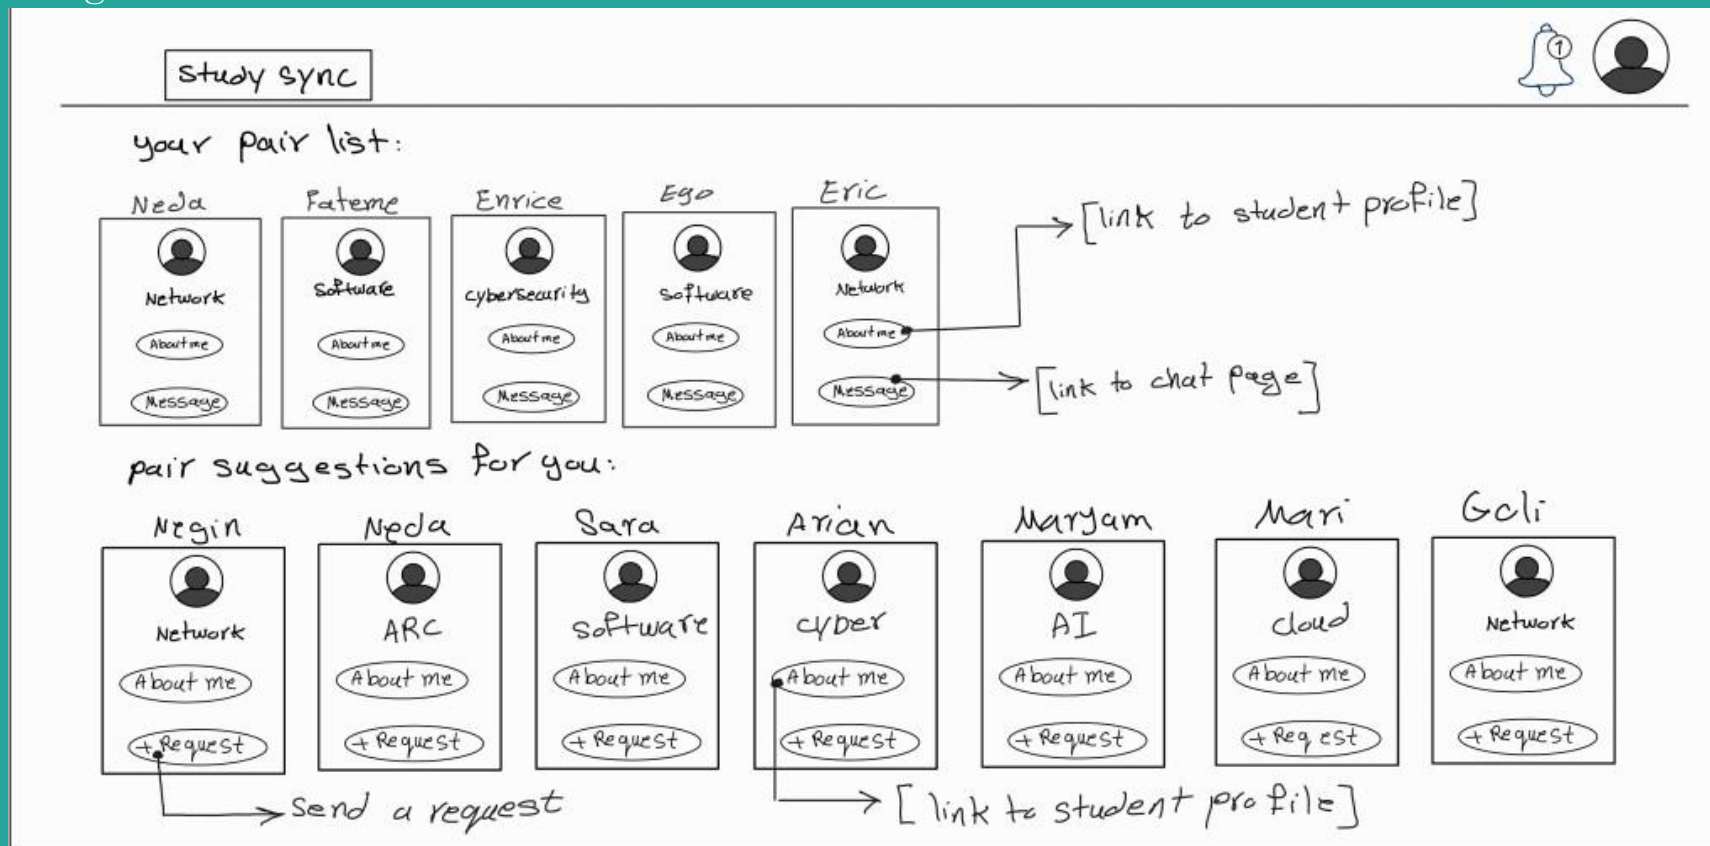 Study sync
1
your pair list:
Neda Fateme Enrice Ego Eric
[link to student profile]
Network Software cybersecurity software Network
About me About me About me About me About me
Message Message Message Message Message
[link to chat page]
pair suggestions for you:
Negin Neda Sara Arian Maryam Mari Goli
Network ARC software cyber AI cloud Network
About me About me About me About me About me About me About me
+ Request + Request + Request + Request + Request + Request + Request
send a request
[link to student profile]